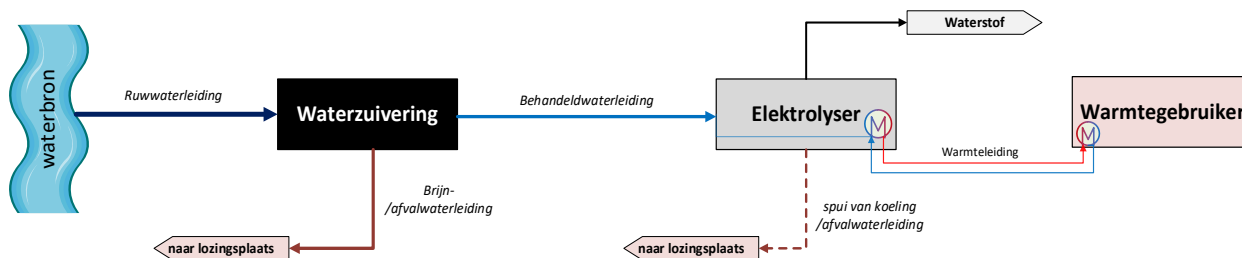 Waterstof
waterbron
Ruwwaterleiding
Waterzuivering
Behandeldwaterleiding
Elektrolyser
Warmtegebruiker
Warmteleiding
Brijn-
/afvalwaterleiding
spui van koeling
/afvalwaterleiding
naar lozingsplaats
naar lozingsplaats